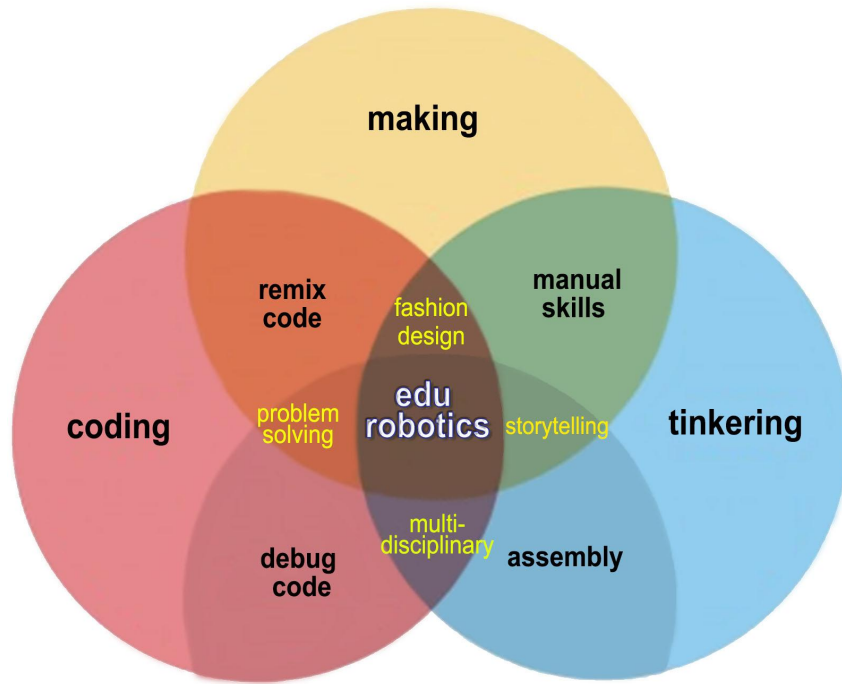 making
remix
code
manual
skills
fashion
design
coding
problem
solving
edu
robotics
storytelling
tinkering
multi-
disciplinary
debug
code
assembly